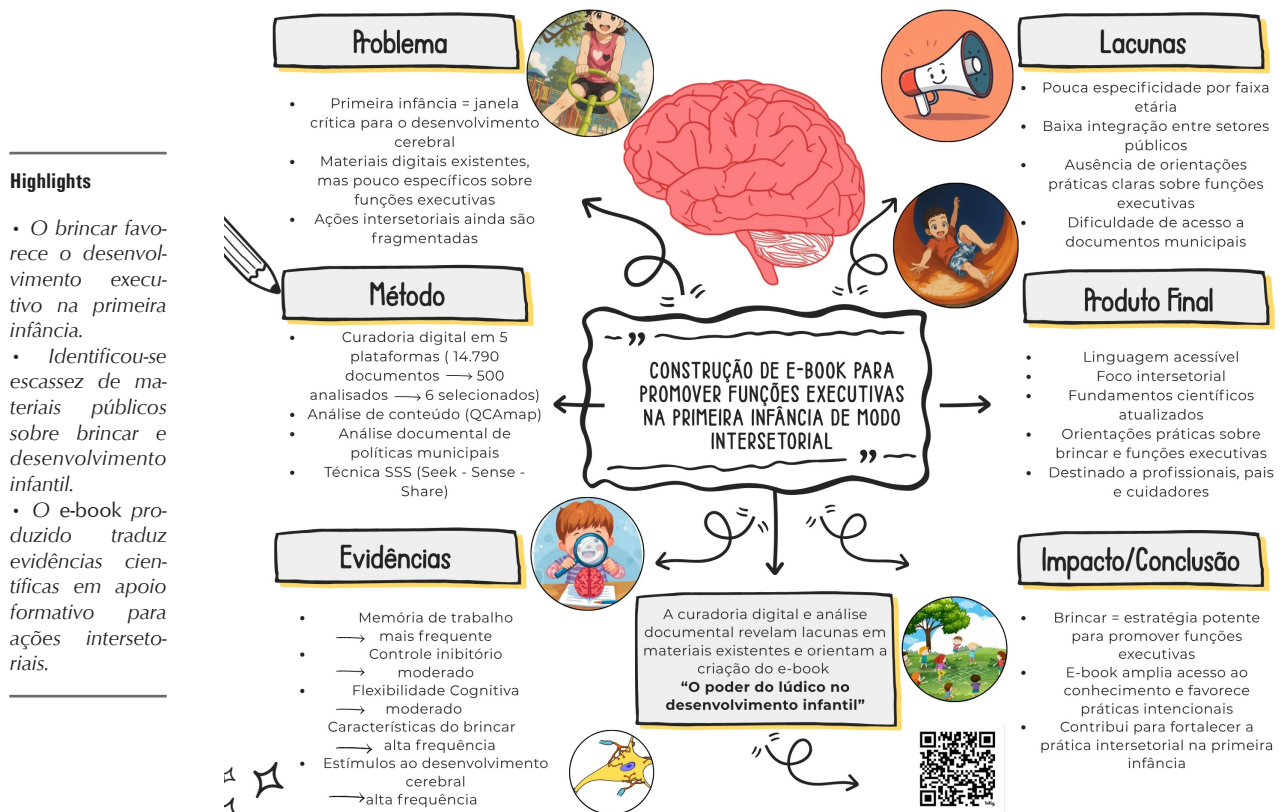 Highlights
• O brincar favo-
rece o desenvol-
vimento execu-
tivo na primeira
infância.
• Identificou-se
escassez de ma-
teriais públicos
sobre brincar e
desenvolvimento
infantil.
• O e-book pro-
duzido traduz
evidências cien-
tíficas em apoio
formativo para
ações interseto-
riais.
Problema
• Primeira infância = janela
crítica para o desenvolvimento
cerebral
• Materiais digitais existentes,
mas pouco específicos sobre
funções executivas
• Ações intersetoriais ainda são
fragmentadas
Método
• Curadoria digital em 5
plataformas ( 14.790
documentos → 500
analisados → 6 selecionados)
• Análise de conteúdo (QCAmap)
• Análise documental de
políticas municipais
• Técnica SSS (Seek - Sense -
Share)
Evidências
• Memória de trabalho
→ mais frequente
• Controle inibitório
→ moderado
• Flexibilidade Cognitiva
→ moderado
Características do brincar
→ alta frequência
• Estímulos ao desenvolvimento
cerebral
→ alta frequência
„
CONSTRUÇÃO DE E-BOOK PARA
PROMOVER FUNÇÕES EXECUTIVAS
NA PRIMEIRA INFÂNCIA DE MODO
INTERSETORIAL
„
A curadoria digital e análise
documental revelam lacunas em
materiais existentes e orientam a
criação do e-book
“O poder do lúdico no
desenvolvimento infantil”
Lacunas
• Pouca especificidade por faixa
etária
• Baixa integração entre setores
públicos
• Ausência de orientações
práticas claras sobre funções
executivas
• Dificuldade de acesso a
documentos municipais
Produto Final
• Linguagem acessível
• Foco intersetorial
• Fundamentos científicos
atualizados
• Orientações práticas sobre
brincar e funções executivas
• Destinado a profissionais, pais
e cuidadores
Impacto/Conclusão
• Brincar = estratégia potente
para promover funções
executivas
• E-book amplia acesso ao
conhecimento e favorece
práticas intencionais
• Contribui para fortalecer a
prática intersetorial na primeira
infância